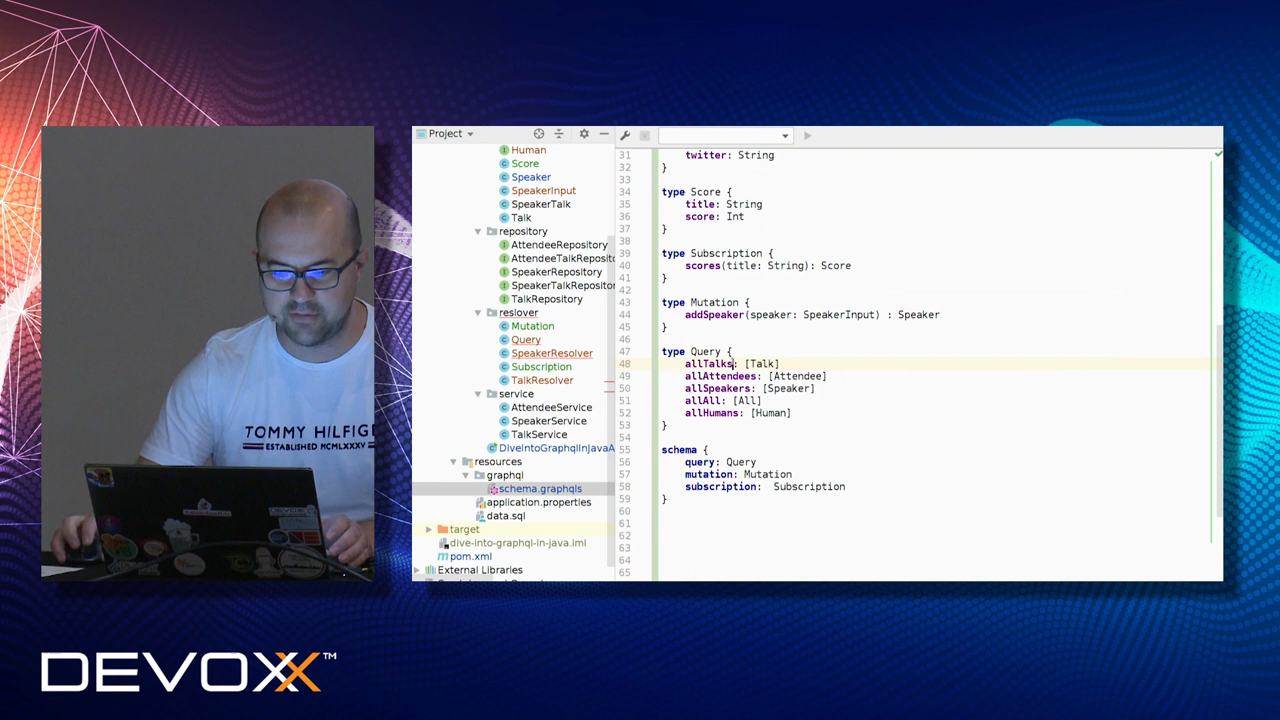 TOMMY HILFIG
ESTABLISHED MCMLXXXV
DEVOXX™
Project
Human
Score
Speaker
SpeakerInput
SpeakerTalk
Talk
repository
AttendeeRepository
AttendeeTalkReposito
SpeakerRepository
SpeakerTalkRepositor
TalkRepository
reslover
Mutation
Query
SpeakerResolver
Subscription
TalkResolver
service
AttendeeService
SpeakerService
TalkService
DiveIntoGraphqlInJavaA
resources
graphql
schema.graphqls
application.properties
data.sql
target
dive-into-graphql-in-java.iml
pom.xml
External Libraries
31 twitter: String
32 }
33
34 type Score {
35 title: String
36 score: Int
37 }
38
39 type Subscription {
40 scores(title: String): Score
41 }
42
43 type Mutation {
44 addSpeaker(speaker: SpeakerInput) : Speaker
45 }
46
47 type Query {
48 allTalks: [Talk]
49 allAttendees: [Attendee]
50 allSpeakers: [Speaker]
51 allAll: [All]
52 allHumans: [Human]
53 }
54
55 schema {
56 query: Query
57 mutation: Mutation
58 subscription: Subscription
59 }
60
61
62
63
64
65